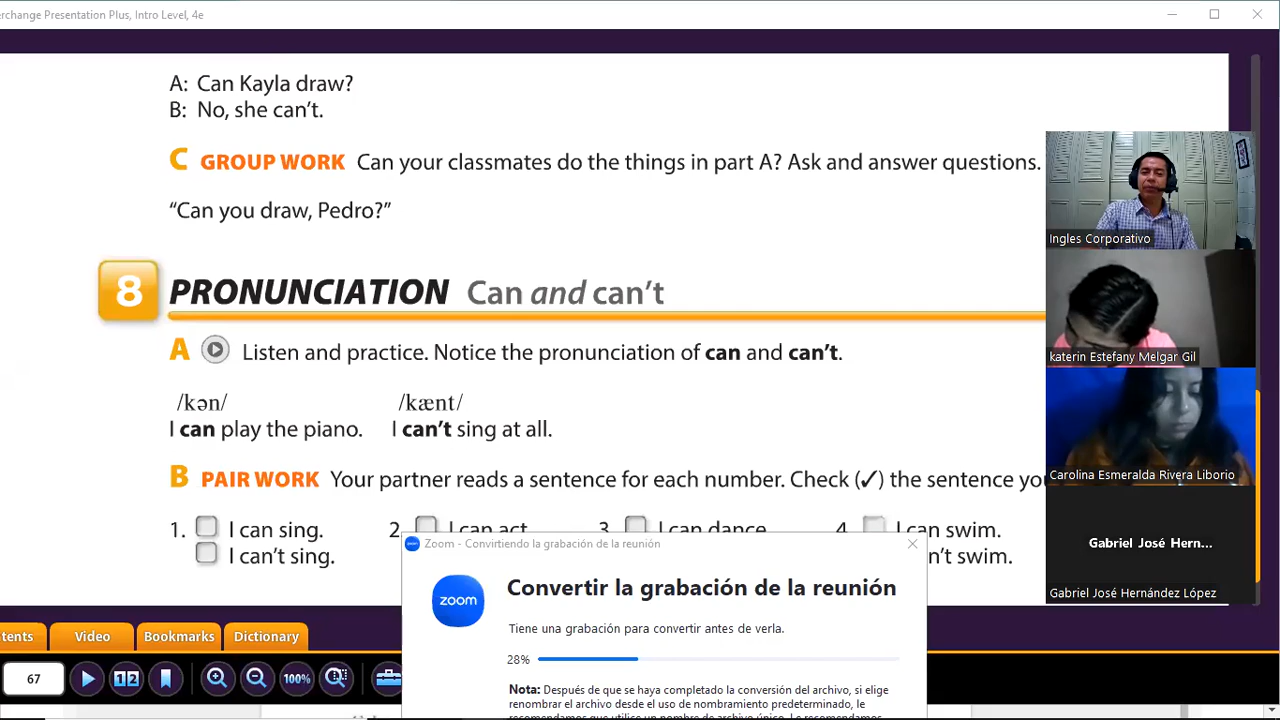 erchange Presentation Plus, Intro Level, 4e
A: Can Kayla draw?
B: No, she can't.
C GROUP WORK Can your classmates do the things in part A? Ask and answer questions.
"Can you draw, Pedro?"
Ingles Corporativo
8 PRONUNCIATION Can and can't
A Listen and practice. Notice the pronunciation of can and can't.
katerin Estefany Melgar Gil
/kən/ /kænt/
I can play the piano. I can't sing at all.
B PAIR WORK Your partner reads a sentence for each number. Check (✓) the sentence
Carolina Esmeralda Rivera Liborio
1. I can sing. 2. I can act. 3. I can dance. 4. I can swim.
I can't sing. n't swim.
Gabriel José Hern...
Gabriel José Hernández López
Zoom - Convirtiendo la grabación de la reunión
zoom
Convertir la grabación de la reunión
Tiene una grabación para convertir antes de verla.
28%
Nota: Después de que se haya completado la conversión del archivo, si elige
renombrar el archivo desde el uso de nombramiento predeterminado, le
tents Video Bookmarks Dictionary
67 12 100%